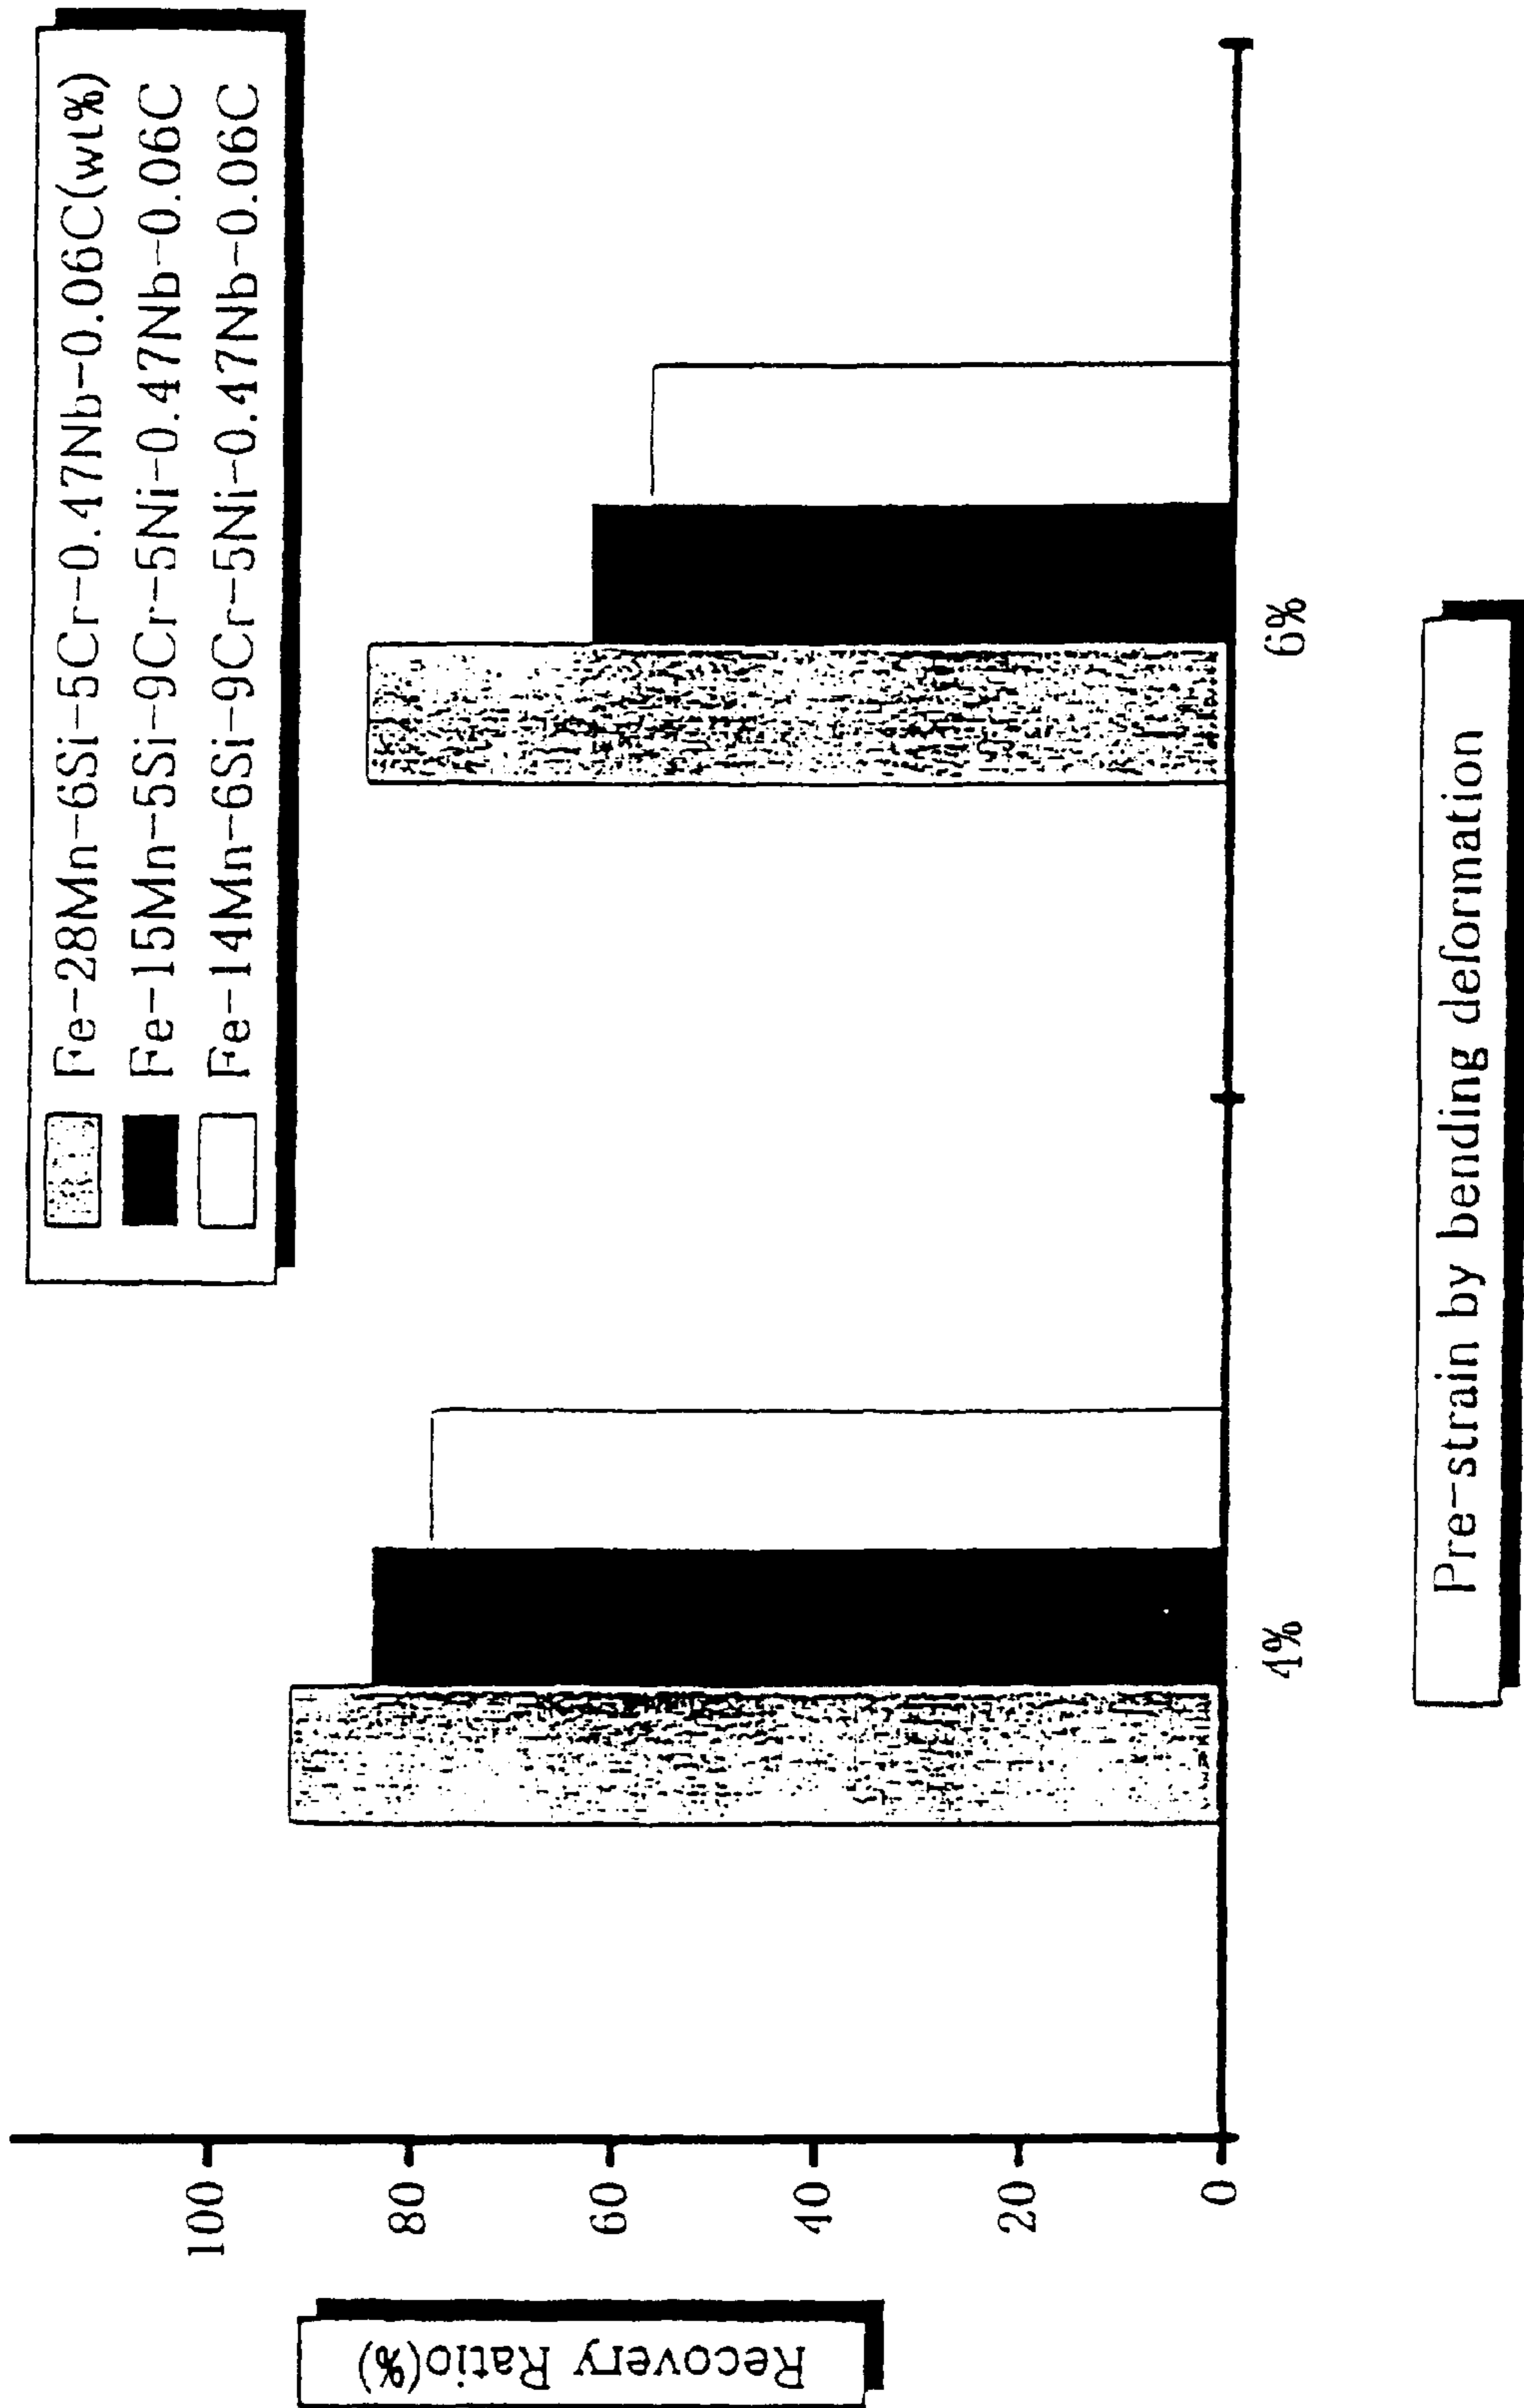 Fe-28Mn-6Si-5Cr-0.47Nb-0.06C(wt%)
Fe-15Mn-5Si-9Cr-5Ni-0.47Nb-0.06C
Fe-14Mn-6Si-9Cr-5Ni-0.47Nb-0.06C
Recovery Ratio(%)
100
80
60
40
20
0
4%
6%
Pre-strain by bending deformation